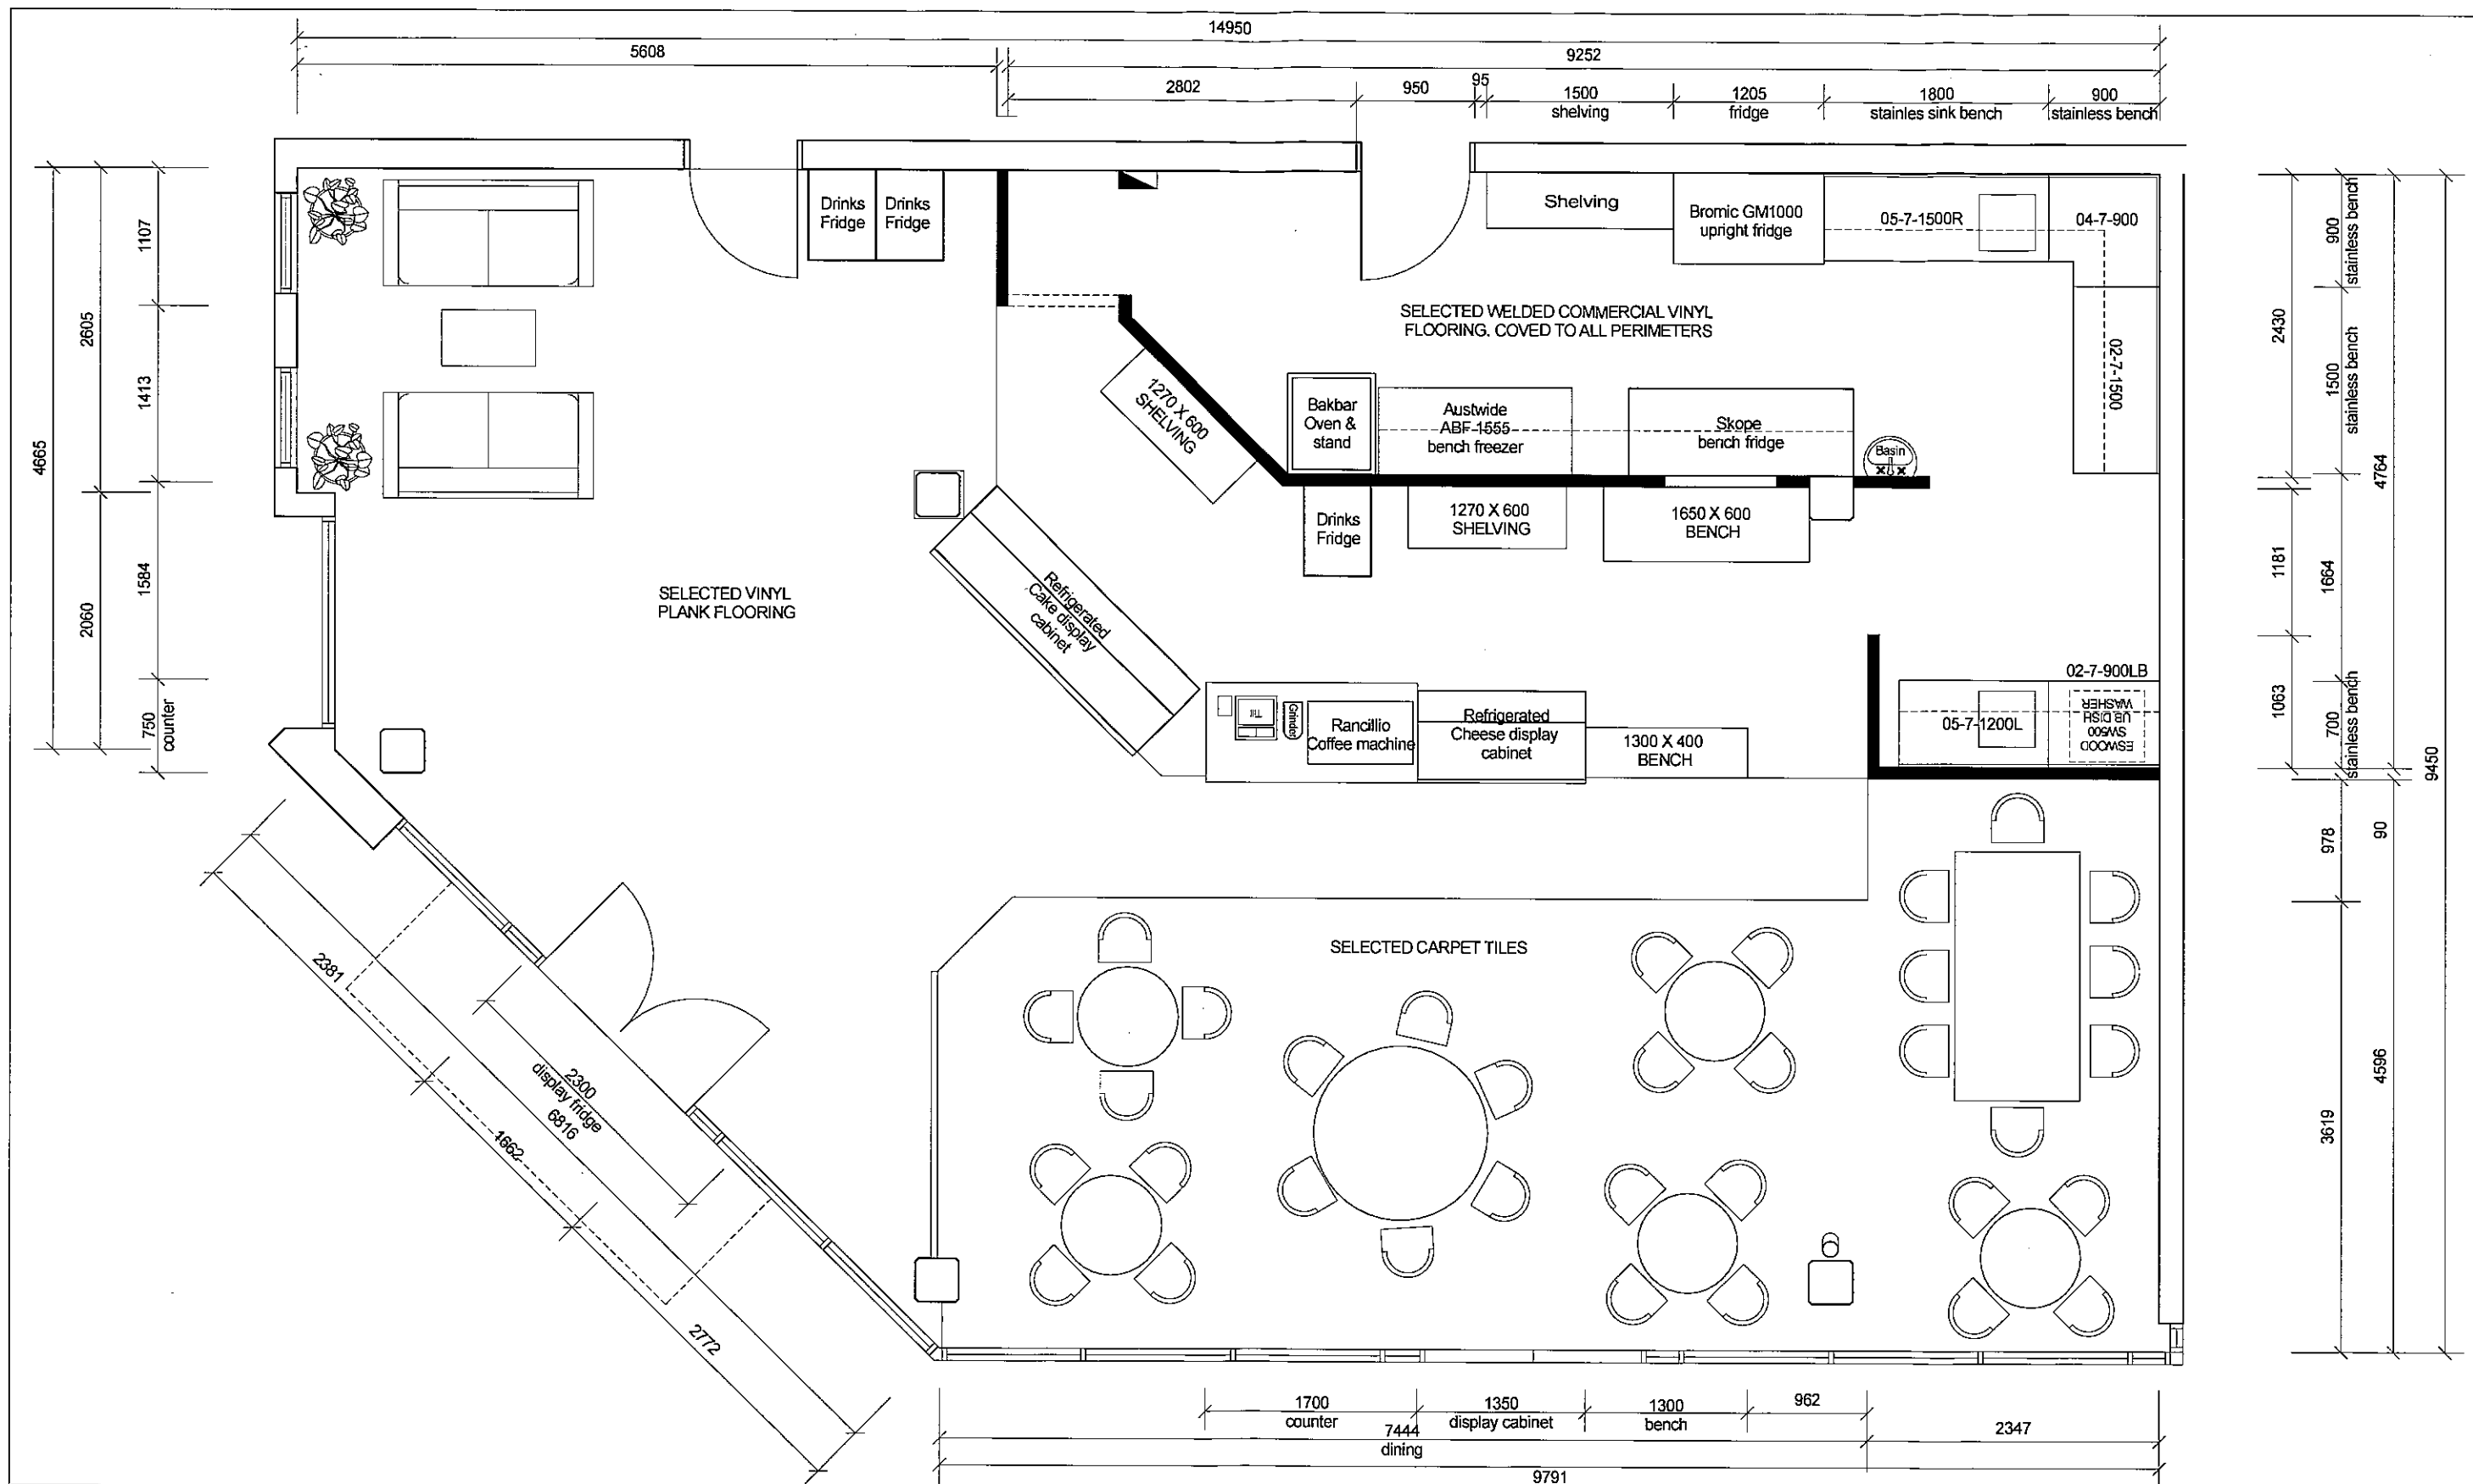 14950
5608
9252
2802
950
95
1500
shelving
1205
fridge
1800
stainles sink bench
900
stainless bench
4665
2605
2060
1107
1413
1584
750
counter
Drinks
Fridge
Drinks
Fridge
Shelving
Bromic GM1000
upright fridge
05-7-1500R
04-7-900
02-7-1500
SELECTED WELDED COMMERCIAL VINYL
FLOORING. COVED TO ALL PERIMETERS
1270 X 600
SHELVING
Bakbar
Oven &
stand
Austwide
ABF-1555
bench freezer
Skope
bench fridge
Basin
Drinks
Fridge
1270 X 600
SHELVING
1650 X 600
BENCH
SELECTED VINYL
PLANK FLOORING
Refrigerated
Cake display
cabinet
Till
Grinder
Rancillio
Coffee machine
Refrigerated
Cheese display
cabinet
1300 X 400
BENCH
02-7-900LB
05-7-1200L
ESWOOD
SW500
UB DISH
WASHER
2430
1181
1063
900
stainless bench
1500
stainless bench
1664
700
stainless bench
4764
9450
978
90
3619
4596
SELECTED CARPET TILES
2381
1662
2772
2300
display fridge
6816
1700
counter
1350
display cabinet
1300
bench
962
7444
dining
2347
9791